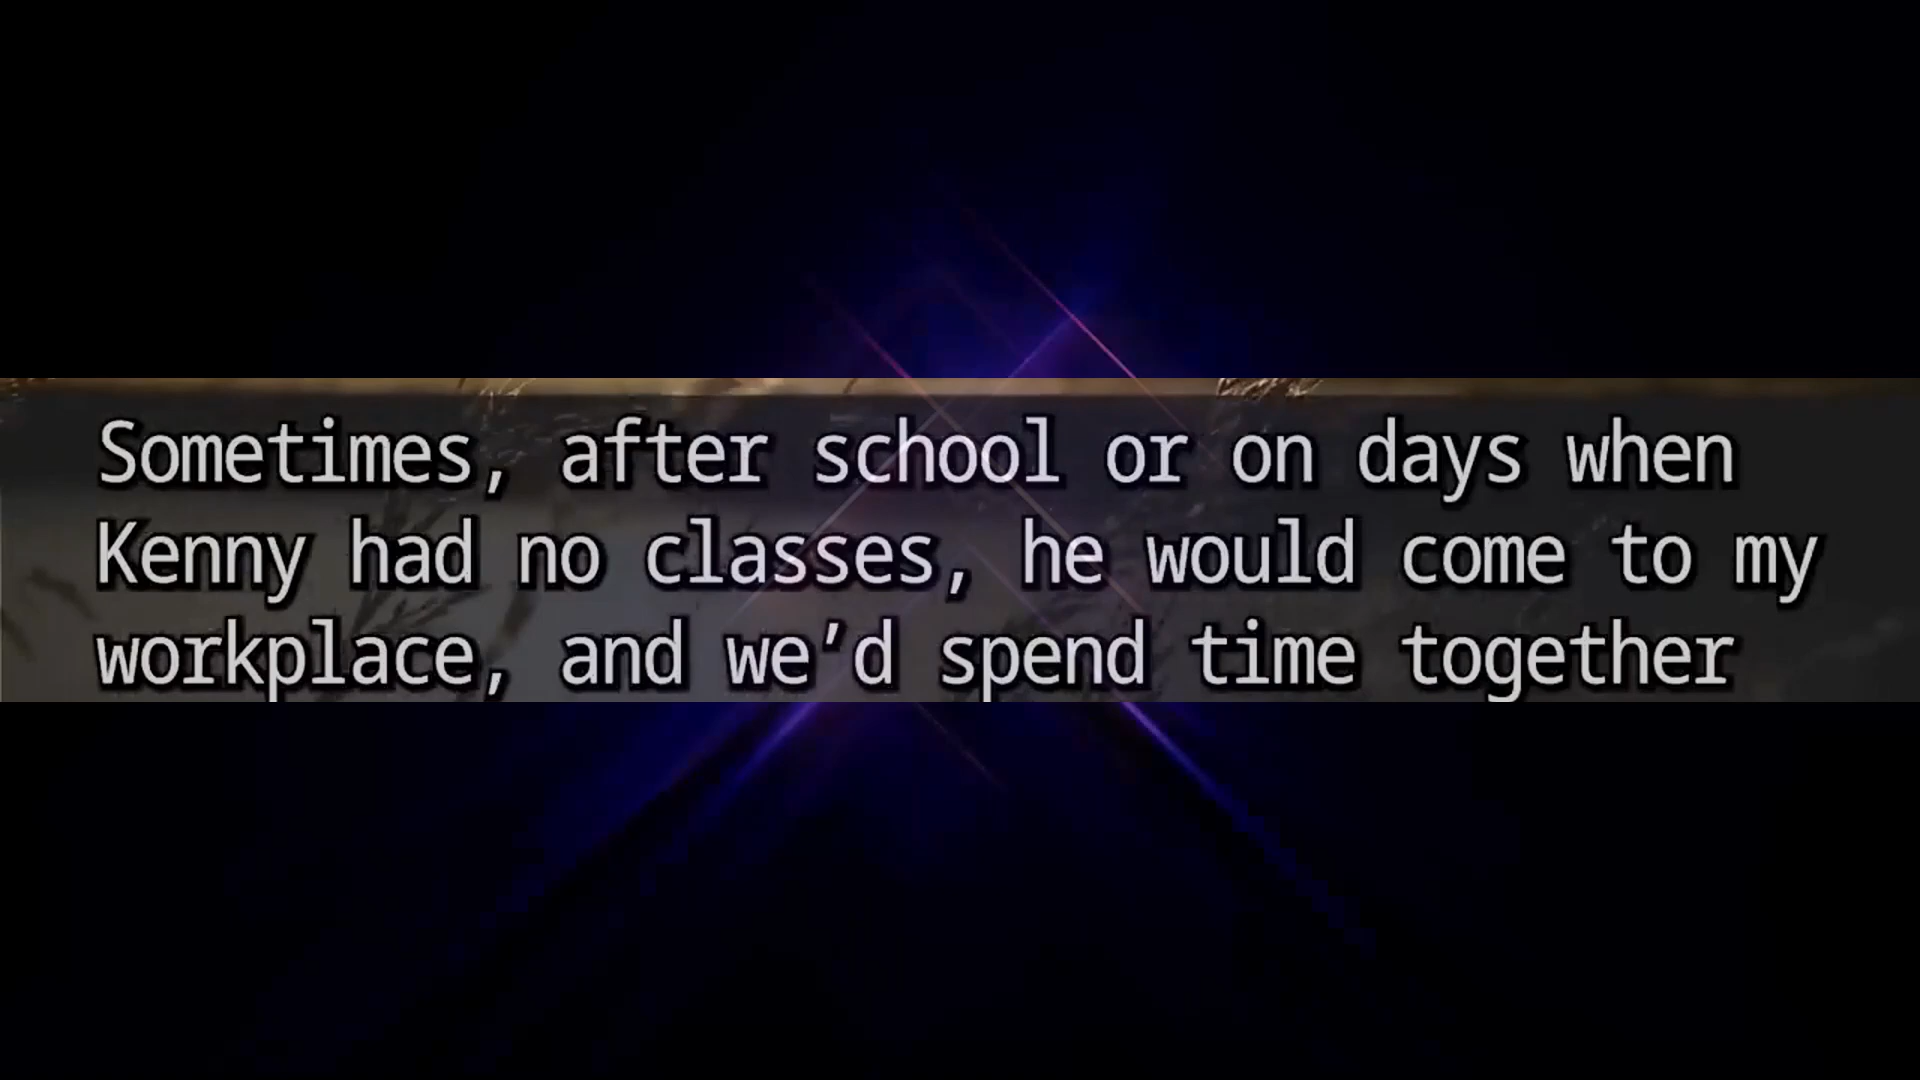 Sometimes, after school or on days when
Kenny had no classes, he would come to my
workplace, and we’d spend time together